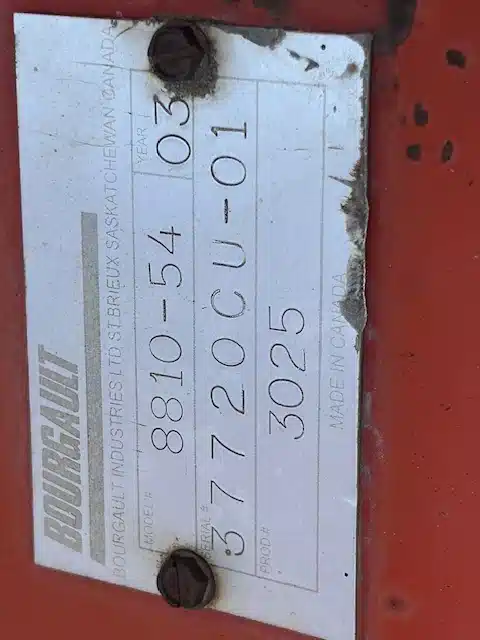 BOURGAULT
BOURGAULT INDUSTRIES LTD ST.BRIEUX SASKATCHEWAN CANADA
MODEL # 8810-54 YEAR 03
SERIAL # 37720CU-01
PROD.# 3025
MADE IN CANADA